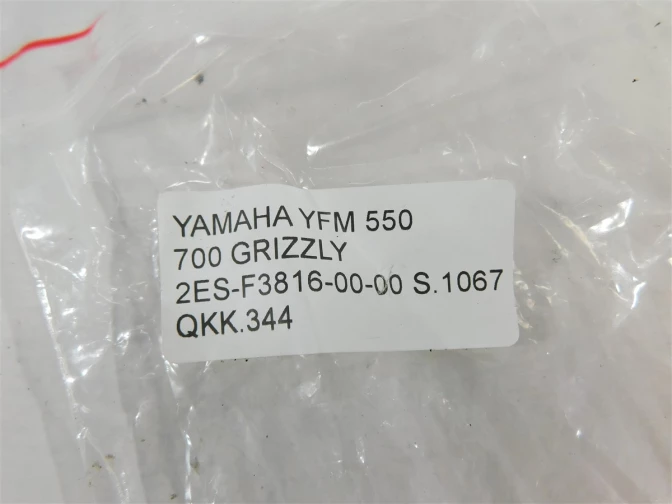 YAMAHA YFM 550
700 GRIZZLY
2ES-F3816-00-00 S.1067
QKK.344